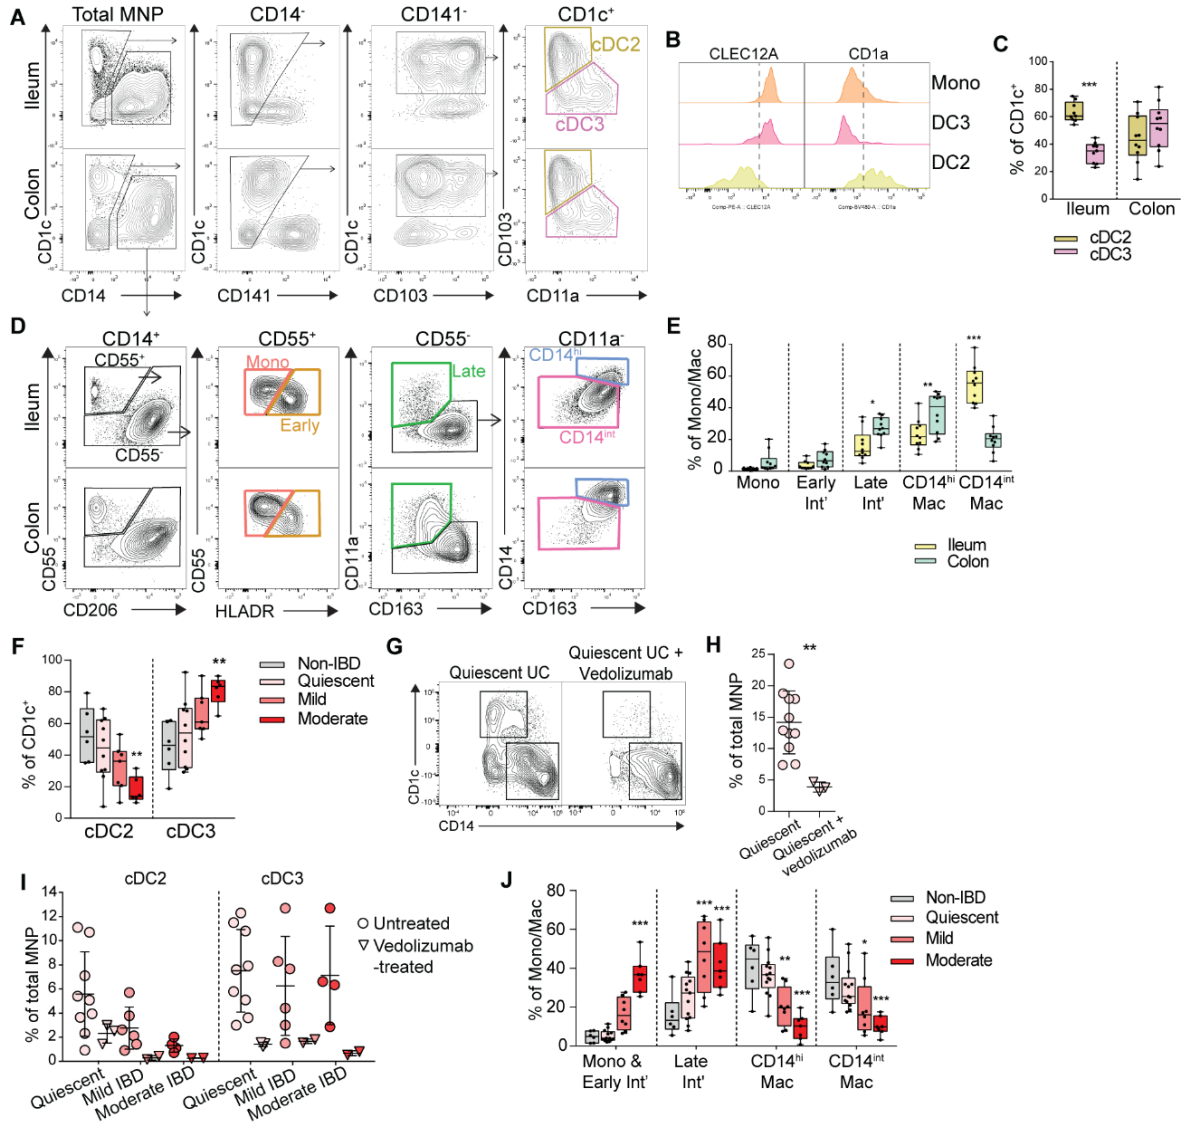 A
Total MNP
CD14-
CD141-
CD1c+
Ileum
Colon
CD1c
CD1c
CD1c
CD103
cDC2
cDC3
CD14
CD141
CD103
CD11a
B
CLEC12A
CD1a
Mono
DC3
DC2
Comp-PE-A :: CLEC12A
Comp-BV480-A :: CD1a
C
% of CD1c+
100
80
60
40
20
0
***
Ileum
Colon
cDC2
cDC3
D
CD14+
CD55+
CD55-
CD11a-
CD55+
CD55-
Mono
Early
Late
CD14hi
CD14int
Ileum
Colon
CD55
CD55
CD11a
CD14
CD206
HLADR
CD163
CD163
E
% of Mono/Mac
80
60
40
20
0
*
**
***
Mono
Early Int'
Late Int'
CD14hi Mac
CD14int Mac
Ileum
Colon
F
% of CD1c+
100
80
60
40
20
0
**
**
cDC2
cDC3
Non-IBD
Quiescent
Mild
Moderate
G
Quiescent UC
Quiescent UC + Vedolizumab
CD1c
CD14
H
% of total MNP
25
20
15
10
5
0
**
Quiescent
Quiescent + vedolizumab
I
cDC2
cDC3
% of total MNP
14
12
10
8
6
4
2
0
Untreated
Vedolizumab
-treated
Quiescent
Mild IBD
Moderate IBD
Quiescent
Mild IBD
Moderate IBD
J
% of Mono/Mac
80
60
40
20
0
***
***
***
**
***
*
***
Mono & Early Int'
Late Int'
CD14hi Mac
CD14int Mac
Non-IBD
Quiescent
Mild
Moderate